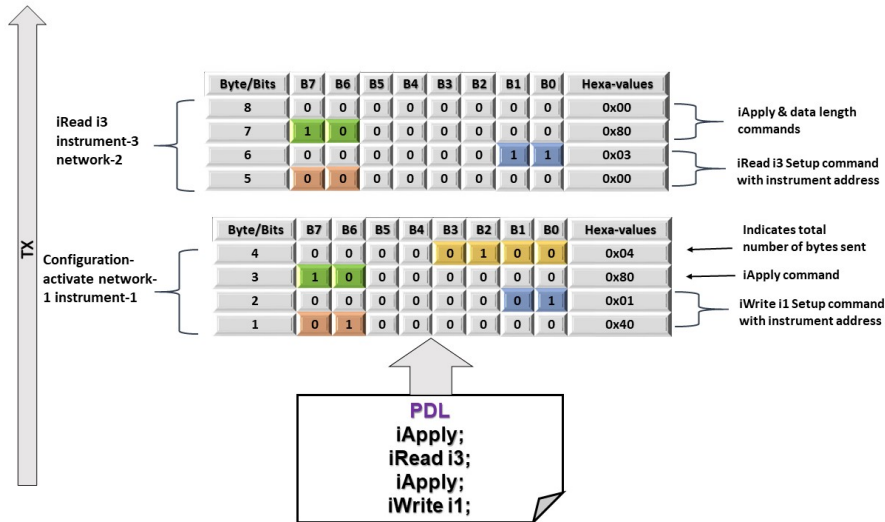 Byte/Bits B7 B6 B5 B4 B3 B2 B1 B0 Hexa-values
8 0 0 0 0 0 0 0 0 0x00
7 1 0 0 0 0 0 0 0 0x80
6 0 0 0 0 0 0 1 1 0x03
5 0 0 0 0 0 0 0 0 0x00
iRead i3
instrument-3
network-2
iApply & data length
commands
iRead i3 Setup command
with instrument address
TX
Byte/Bits B7 B6 B5 B4 B3 B2 B1 B0 Hexa-values
4 0 0 0 0 0 1 0 0 0x04
3 1 0 0 0 0 0 0 0 0x80
2 0 0 0 0 0 0 0 1 0x01
1 0 1 0 0 0 0 0 0 0x40
Configuration-
activate network-
1 instrument-1
Indicates total
number of bytes sent
iApply command
iWrite i1 Setup command
with instrument address
PDL
iApply;
iRead i3;
iApply;
iWrite i1;